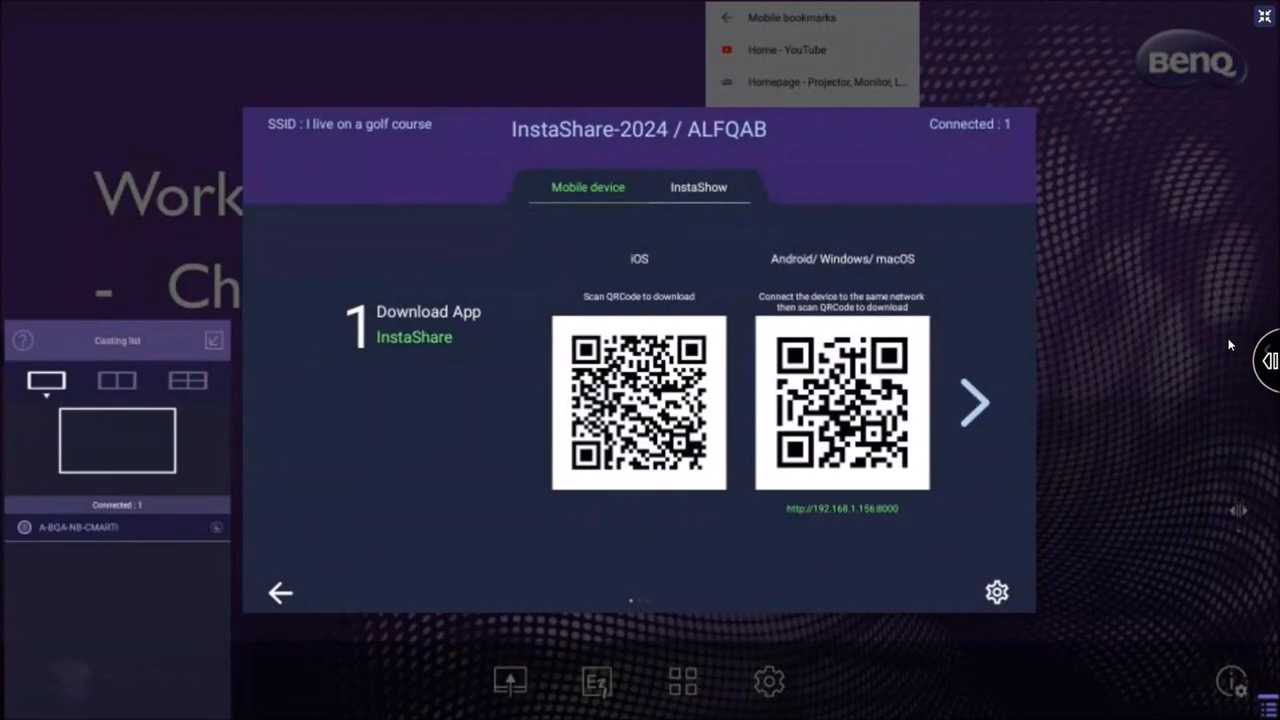 Mobile bookmarks
Home - YouTube
Homepage - Projector, Monitor, L...
BenQ
SSID : I live on a golf course
InstaShare-2024 / ALFQAB
Connected : 1
Mobile device
InstaShow
Work
- Ch
iOS
Android/ Windows/ macOS
Scan QRCode to download
Connect the device to the same network
then scan QRCode to download
1 Download App
InstaShare
http://192.168.1.156:8000
Casting list
Connected : 1
A-BQA-NB-CMARTI